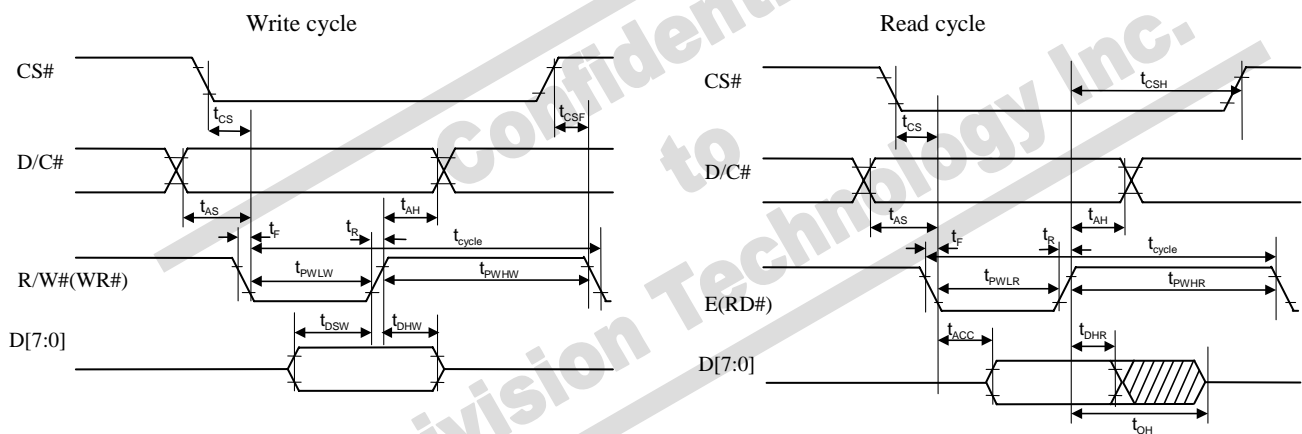 Write cycle
CS#
tCS
tCSF
D/C#
tAS
tAH
tF
tR
tcycle
R/W#(WR#)
tPWLW
tPWHW
tDSW
tDHW
D[7:0]
Read cycle
CS#
tCSH
tCS
D/C#
tAS
tAH
tF
tR
tcycle
E(RD#)
tPWLR
tPWHR
tACC
tDHR
D[7:0]
tOH
to
Technology Inc.